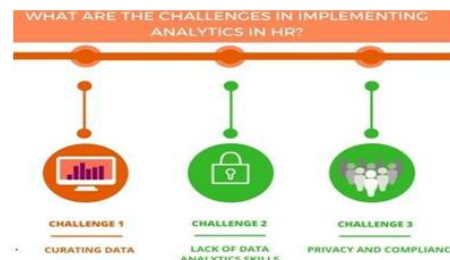 WHAT ARE THE CHALLENGES IN IMPLEMENTING
ANALYTICS IN HR?
CHALLENGE 1
CHALLENGE 2
CHALLENGE 3
CURATING DATA
LACK OF DATA
ANALYTICS SKILLS
PRIVACY AND COMPLIANC